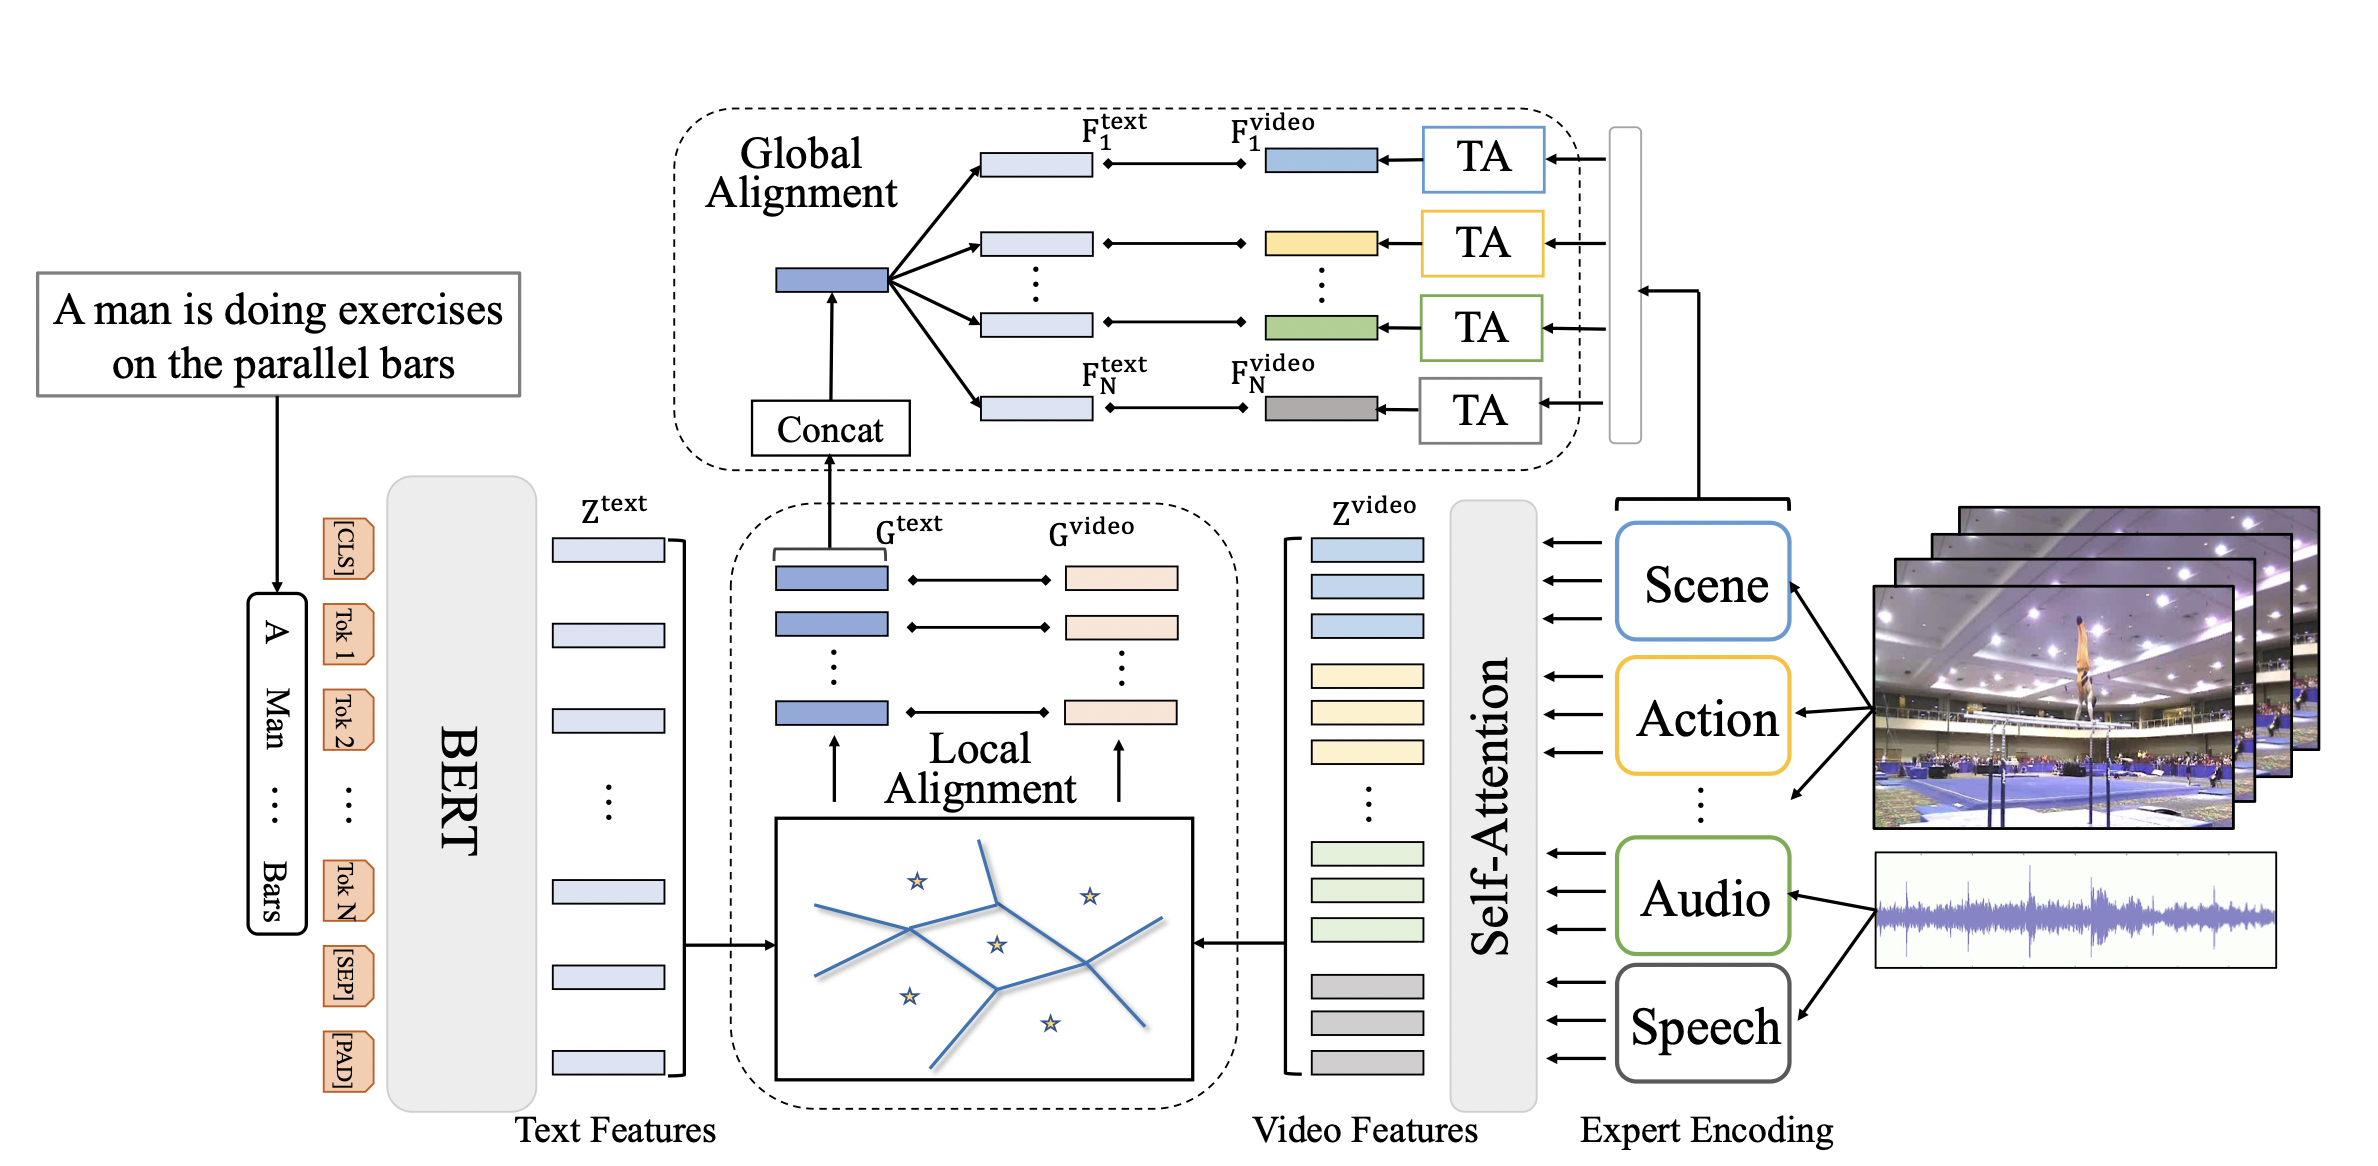 A man is doing exercises
on the parallel bars
A
Man
...
Bars
[CLS]
Tok 1
Tok 2
...
Tok N
[SEP]
[PAD]
BERT
Z^text
Text Features
Global
Alignment
Concat
F_1^text
F_1^video
F_N^text
F_N^video
TA
TA
TA
TA
G^text
G^video
Local
Alignment
Z^video
Video Features
Self-Attention
Scene
Action
Audio
Speech
Expert Encoding